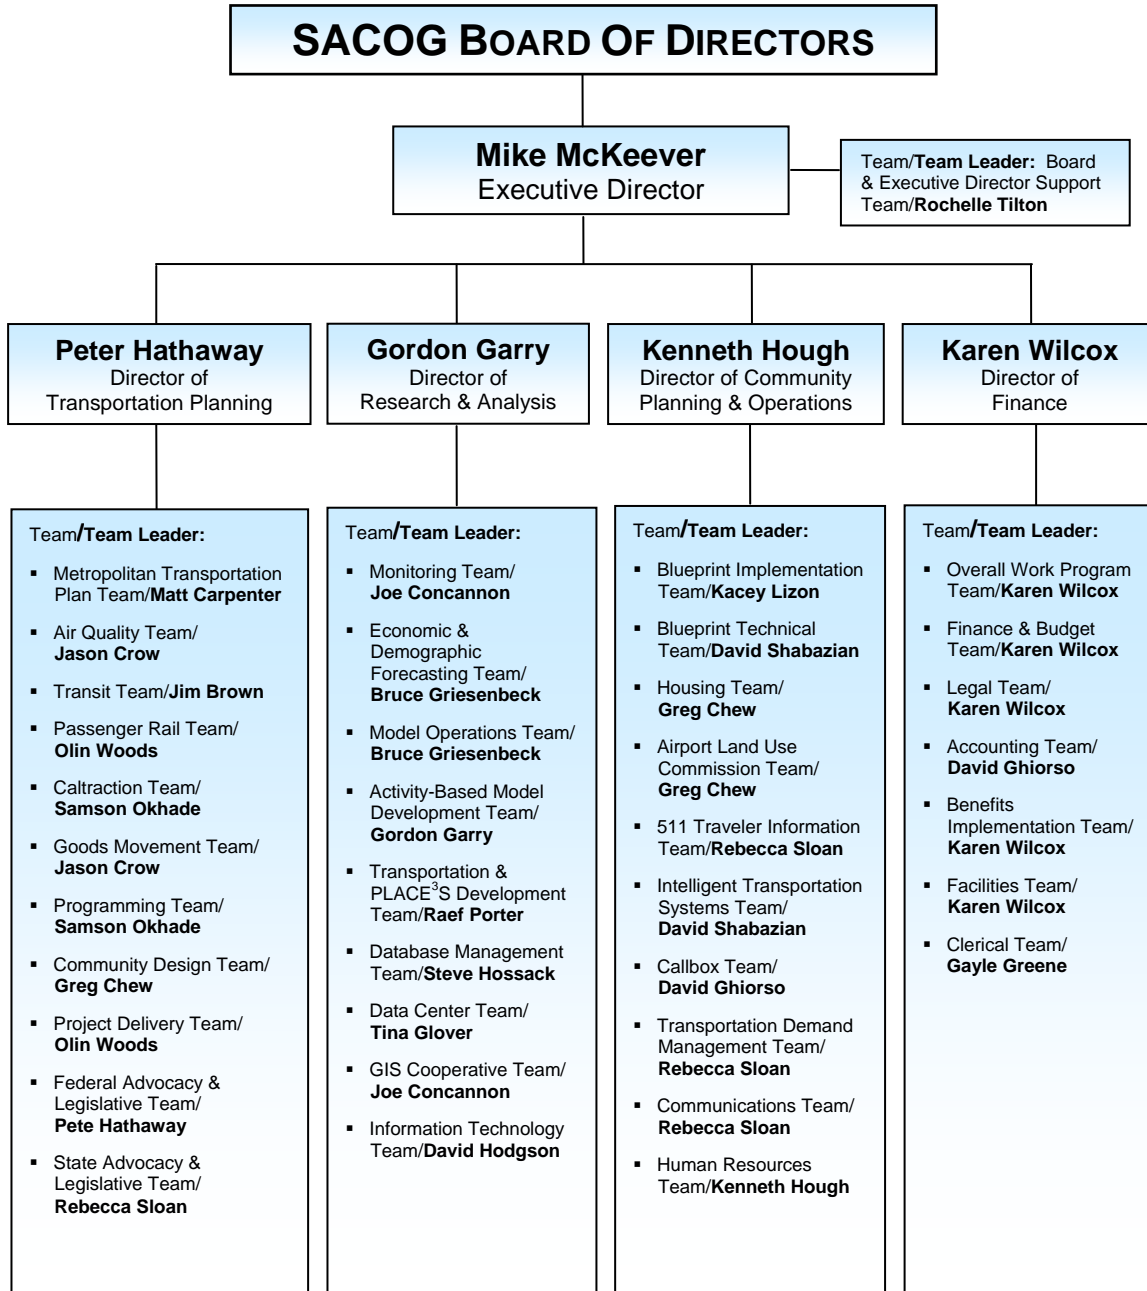 SACOG BOARD OF DIRECTORS
Mike McKeever
Executive Director
Team/Team Leader: Board
& Executive Director Support
Team/Rochelle Tilton
Peter Hathaway
Director of
Transportation Planning
Gordon Garry
Director of
Research & Analysis
Kenneth Hough
Director of Community
Planning & Operations
Karen Wilcox
Director of
Finance
Team/Team Leader:
▪ Metropolitan Transportation
Plan Team/Matt Carpenter
▪ Air Quality Team/
Jason Crow
▪ Transit Team/Jim Brown
▪ Passenger Rail Team/
Olin Woods
▪ Caltraction Team/
Samson Okhade
▪ Goods Movement Team/
Jason Crow
▪ Programming Team/
Samson Okhade
▪ Community Design Team/
Greg Chew
▪ Project Delivery Team/
Olin Woods
▪ Federal Advocacy &
Legislative Team/
Pete Hathaway
▪ State Advocacy &
Legislative Team/
Rebecca Sloan
Team/Team Leader:
▪ Monitoring Team/
Joe Concannon
▪ Economic &
Demographic
Forecasting Team/
Bruce Griesenbeck
▪ Model Operations Team/
Bruce Griesenbeck
▪ Activity-Based Model
Development Team/
Gordon Garry
▪ Transportation &
PLACE³S Development
Team/Raef Porter
▪ Database Management
Team/Steve Hossack
▪ Data Center Team/
Tina Glover
▪ GIS Cooperative Team/
Joe Concannon
▪ Information Technology
Team/David Hodgson
Team/Team Leader:
▪ Blueprint Implementation
Team/Kacey Lizon
▪ Blueprint Technical
Team/David Shabazian
▪ Housing Team/
Greg Chew
▪ Airport Land Use
Commission Team/
Greg Chew
▪ 511 Traveler Information
Team/Rebecca Sloan
▪ Intelligent Transportation
Systems Team/
David Shabazian
▪ Callbox Team/
David Ghiorso
▪ Transportation Demand
Management Team/
Rebecca Sloan
▪ Communications Team/
Rebecca Sloan
▪ Human Resources
Team/Kenneth Hough
Team/Team Leader:
▪ Overall Work Program
Team/Karen Wilcox
▪ Finance & Budget
Team/Karen Wilcox
▪ Legal Team/
Karen Wilcox
▪ Accounting Team/
David Ghiorso
▪ Benefits
Implementation Team/
Karen Wilcox
▪ Facilities Team/
Karen Wilcox
▪ Clerical Team/
Gayle Greene